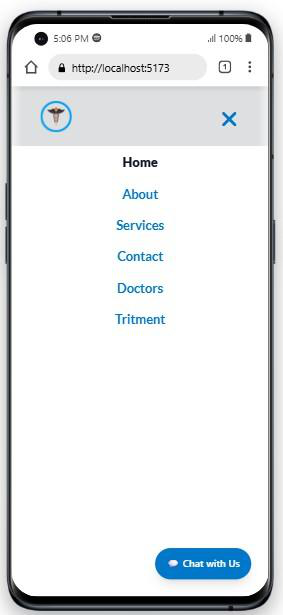 5:06 PM
100%
http://localhost:5173
1
Home
About
Services
Contact
Doctors
Tritment
Chat with Us